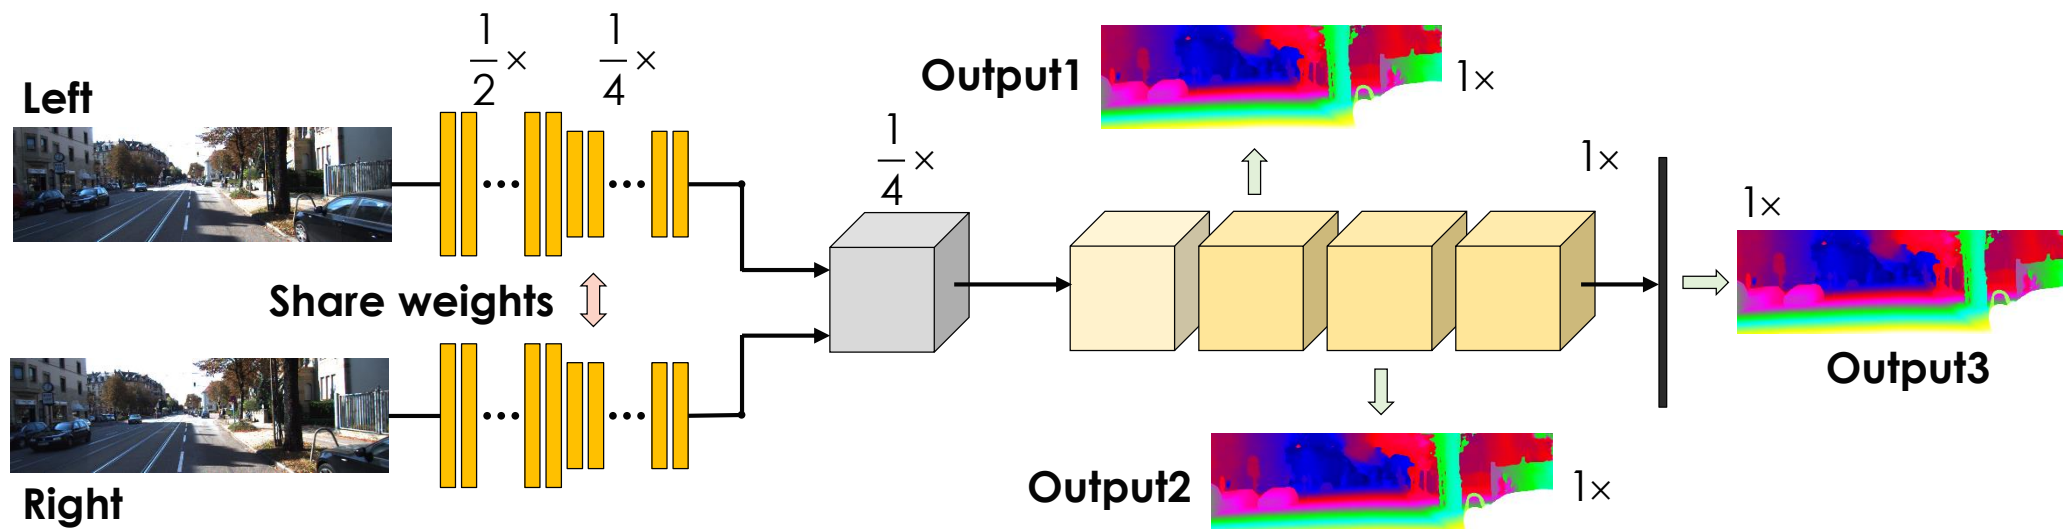 1/2 ×
1/4 ×
Left
Share weights
Right
1/4 ×
Output1
1×
1×
1×
Output3
Output2
1×